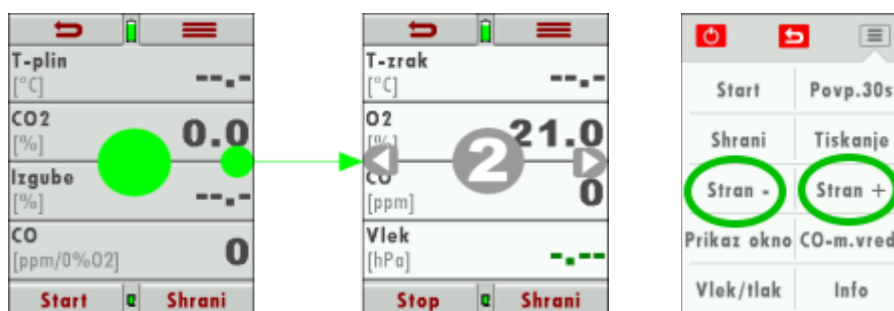 T-plin
[°C]
--.-
CO2
[%]
0.0
Izgube
[%]
--.-
CO
[ppm/0%O2]
0
Start
Shrani
T-zrak
[°C]
--.-
O2
[%]
21.0
2
CO
[ppm]
0
Vlek
[hPa]
-.--
Stop
Shrani
Start
Povp.30s
Shrani
Tiskanje
Stran -
Stran +
Prikaz okno
CO-m.vred
Vlek/tlak
Info